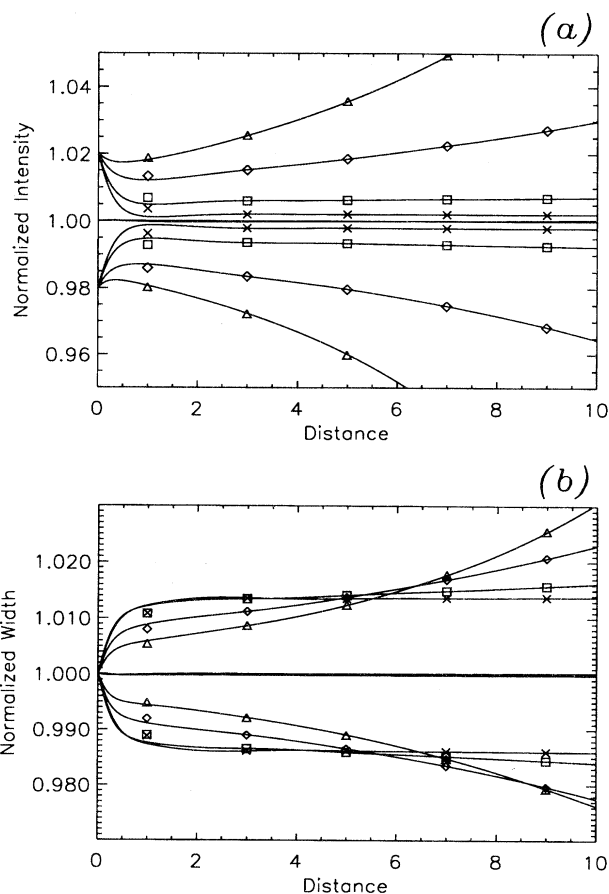 (a)
1.04
1.02
1.00
0.98
0.96
Normalized Intensity
0 2 4 6 8 10
Distance
(b)
1.020
1.010
1.000
0.990
0.980
Normalized Width
0 2 4 6 8 10
Distance